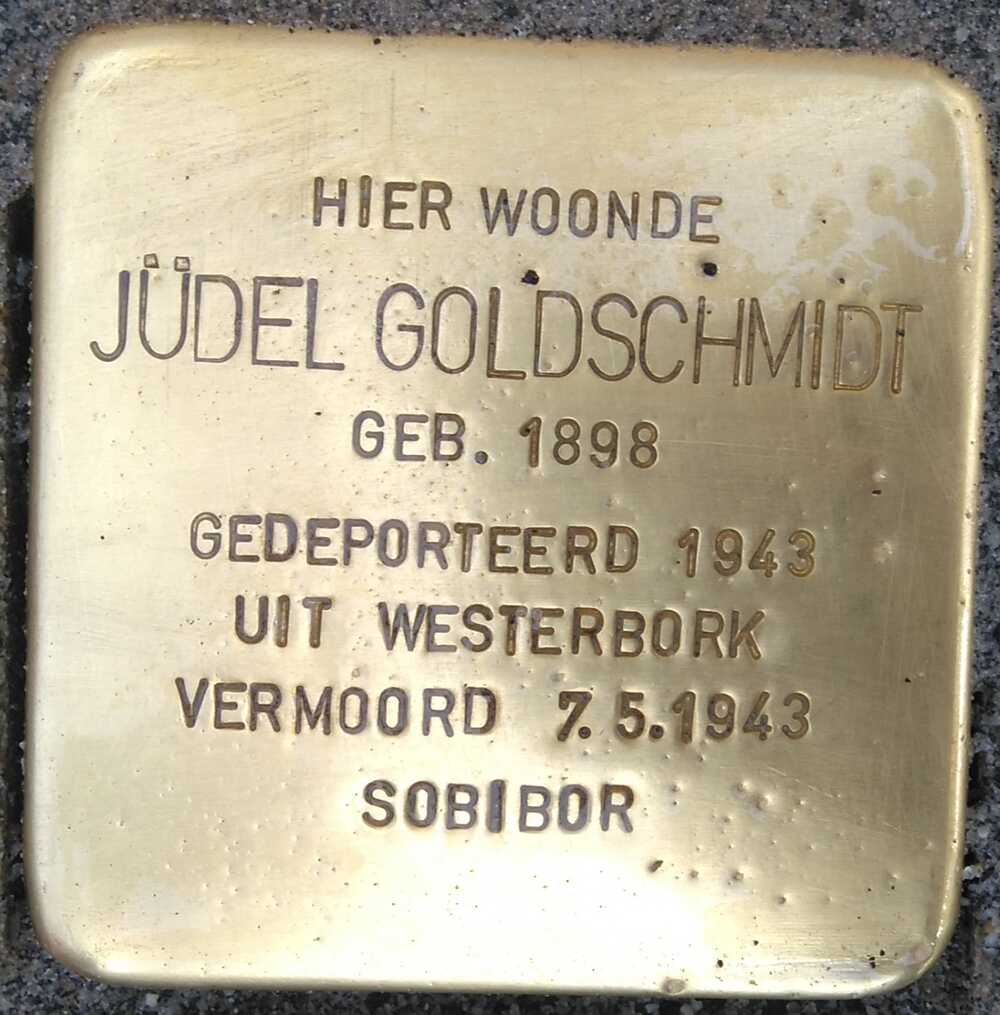 HIER WOONDE
JÜDEL GOLDSCHMIDT
GEB. 1898
GEDEPORTEERD 1943
UIT WESTERBORK
VERMOORD 7.5.1943
SOBIBOR